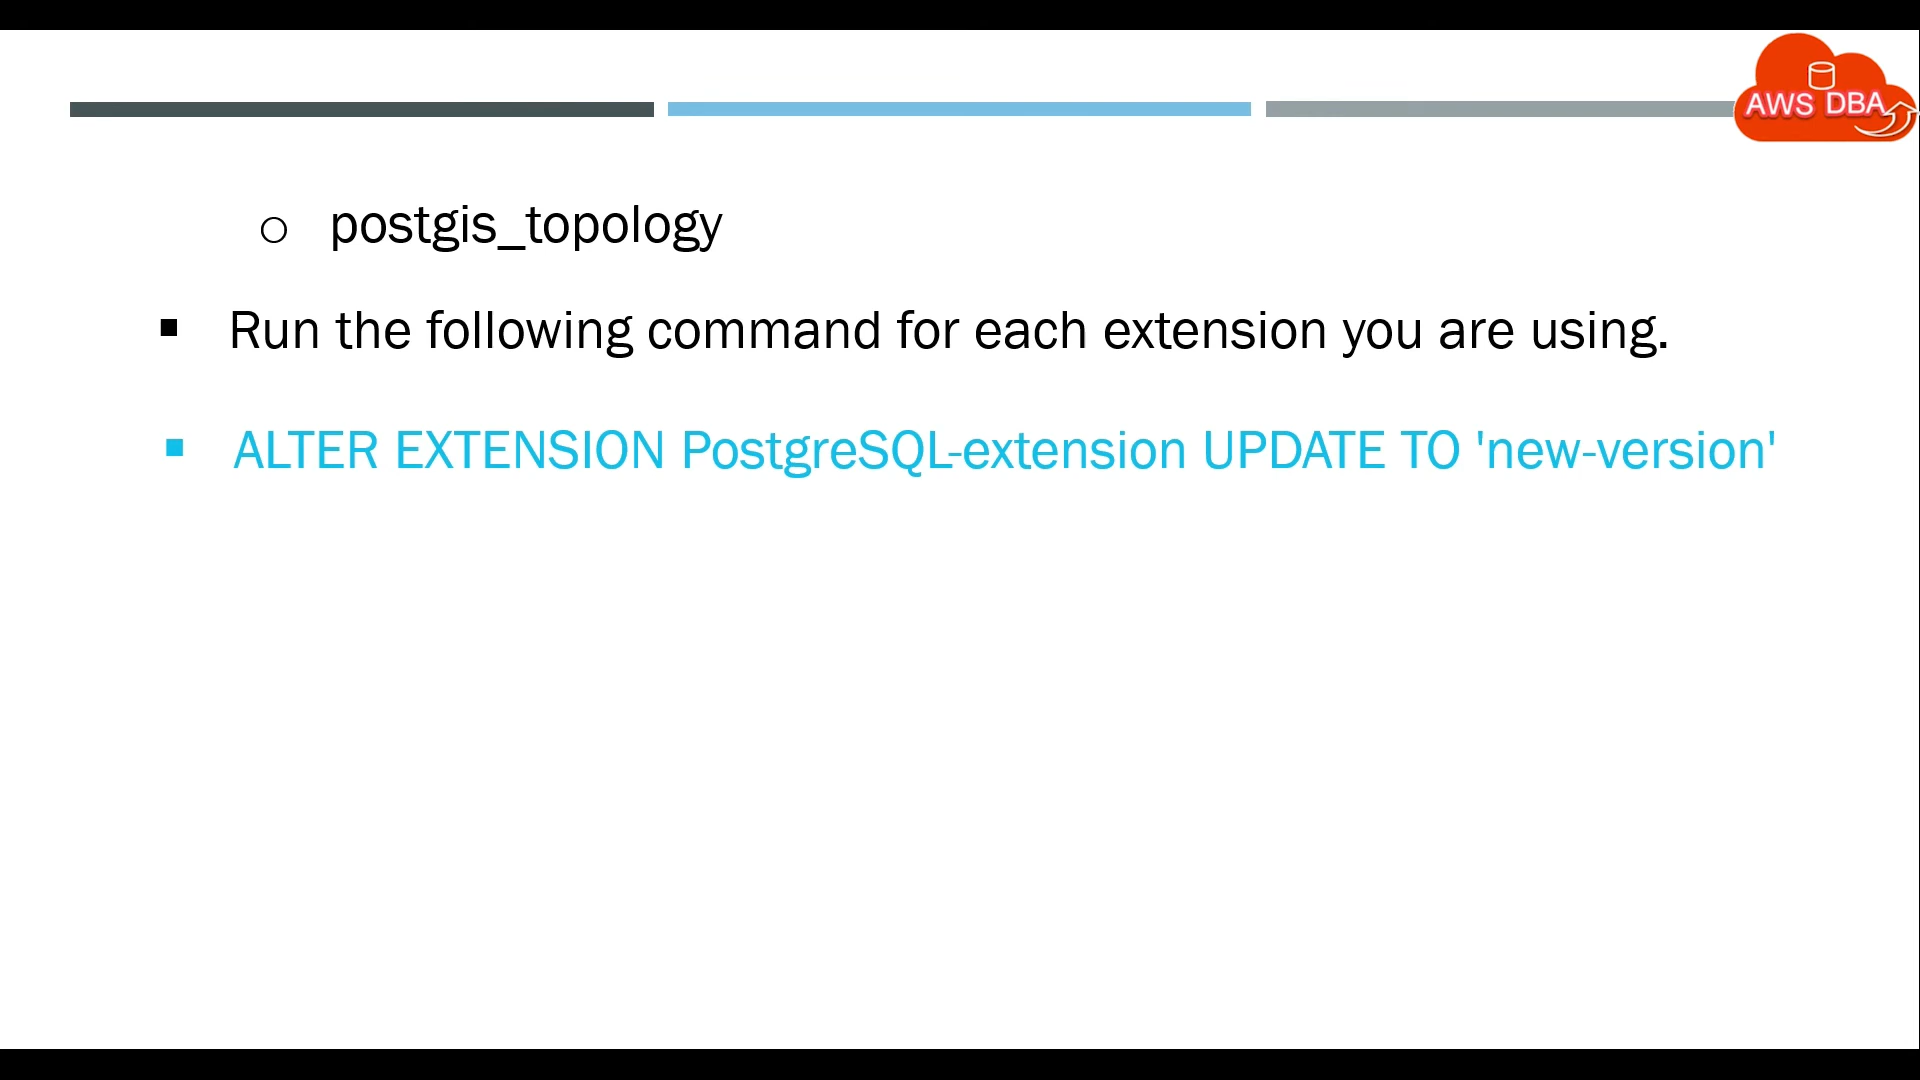 AWS DBA
postgis_topology
Run the following command for each extension you are using.
ALTER EXTENSION PostgreSQL-extension UPDATE TO 'new-version'